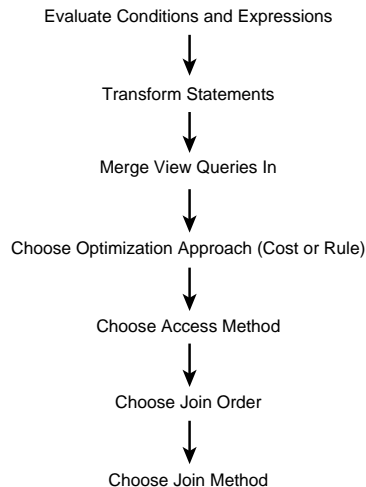 Evaluate Conditions and Expressions
Transform Statements
Merge View Queries In
Choose Optimization Approach (Cost or Rule)
Choose Access Method
Choose Join Order
Choose Join Method